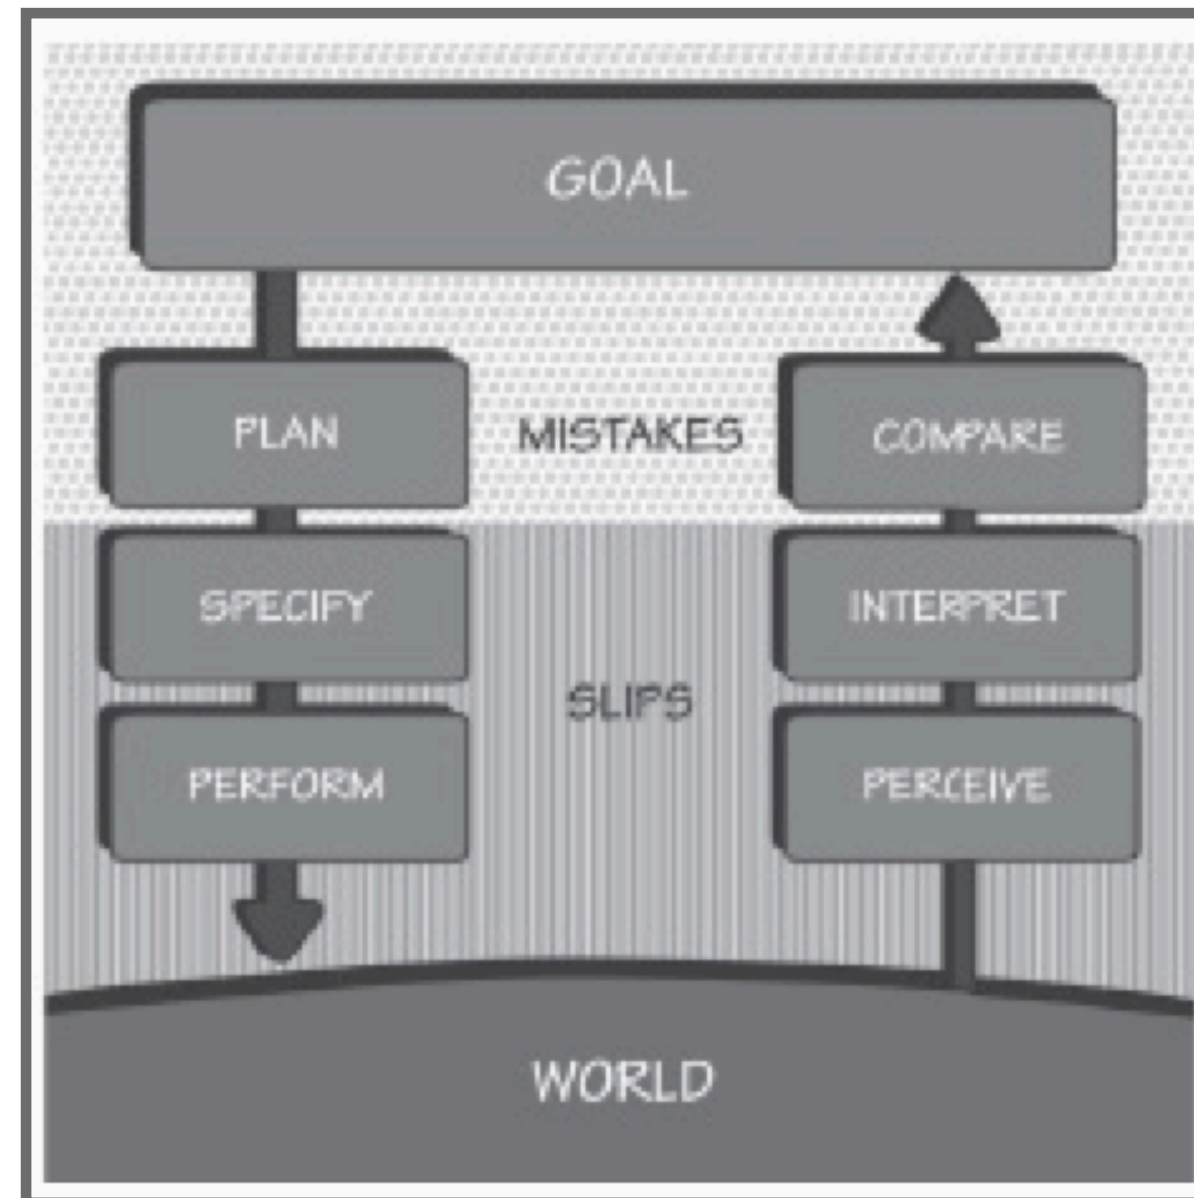 GOAL
PLAN
MISTAKES
COMPARE
SPECIFY
INTERPRET
SLIPS
PERFORM
PERCEIVE
WORLD